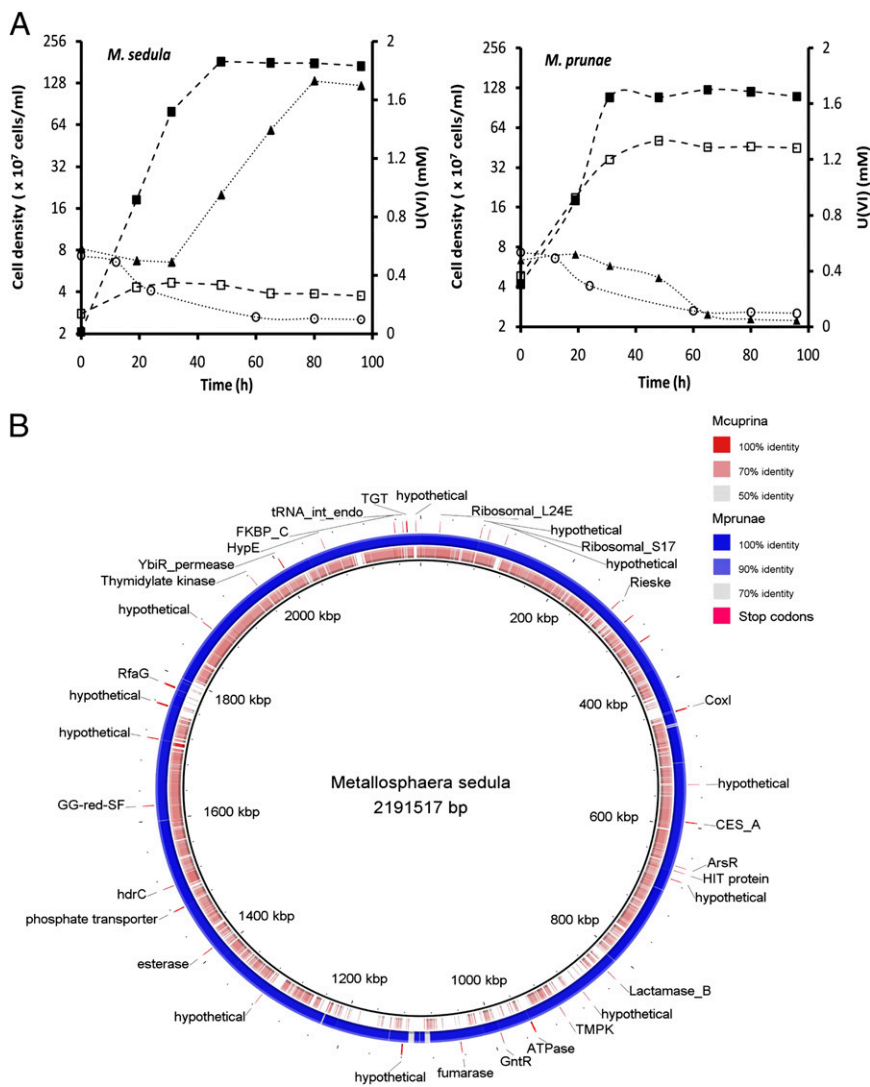 A
M. sedula
M. prunae
256
128
64
32
16
8
4
2
2
1.6
1.2
0.8
0.4
0
Cell density ( x 10⁷ cells/ml)
U(VI) (mM)
0 20 40 60 80 100
Time (h)
256
128
64
32
16
8
4
2
2
1.6
1.2
0.8
0.4
0
Cell density ( x 10⁷ cells/ml)
U(VI) (mM)
0 20 40 60 80 100
Time (h)
B
Mcuprina
100% identity
70% identity
50% identity
Mprunae
100% identity
90% identity
70% identity
Stop codons
TGT
hypothetical
tRNA_int_endo
Ribosomal_L24E
FKBP_C
hypothetical
HypE
Ribosomal_S17
YbiR_permease
hypothetical
Thymidylate kinase
Rieske
hypothetical
RfaG
CoxI
hypothetical
hypothetical
hypothetical
GG-red-SF
CES_A
ArsR
HIT protein
hypothetical
hdrC
phosphate transporter
esterase
Lactamase_B
hypothetical
hypothetical
TMPK
ATPase
GntR
fumarase
hypothetical
2000 kbp
200 kbp
1800 kbp
400 kbp
Metallosphaera sedula
2191517 bp
1600 kbp
600 kbp
1400 kbp
800 kbp
1200 kbp
1000 kbp